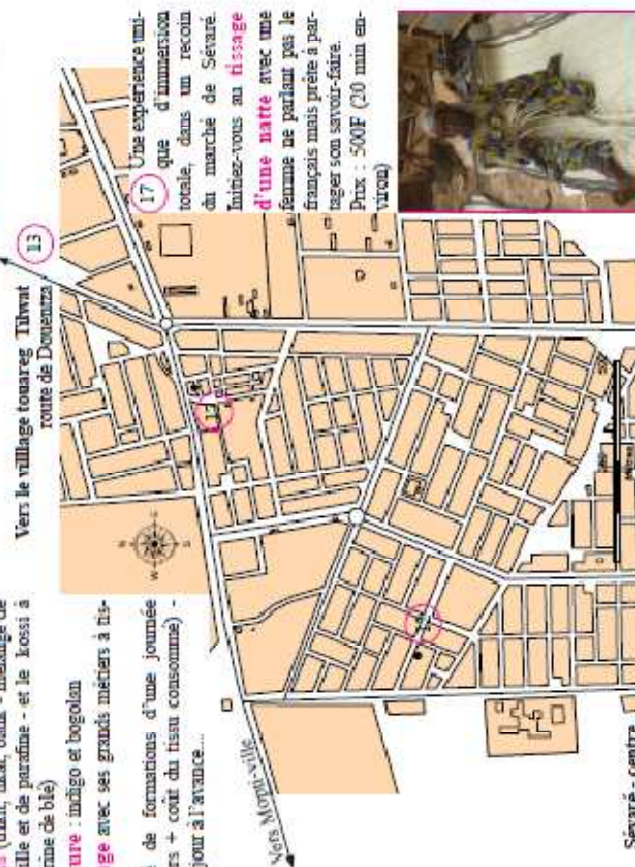 ille et de parafine - et le kossi à
rine de blé)
ure : indigo et bogolan
ge avec ses grands métiers à tis-
de formations d'une journée
rs + coût du tissu consommé) -
jour à l'avance...
Vers le villlage touareg Tilwat
route de Douentza
13
17 Une expérience uni-
que d'immersion
totale, dans un recoin
du marché de Sévaré.
Initiez-vous au tissage
d'une natte avec une
femme ne parlant pas le
français mais prête à par-
tager son savoir-faire.
Prix : 500F (20 min en-
viron)
N
W
E
S
Vers Mopti-ville
Sévaré - centre